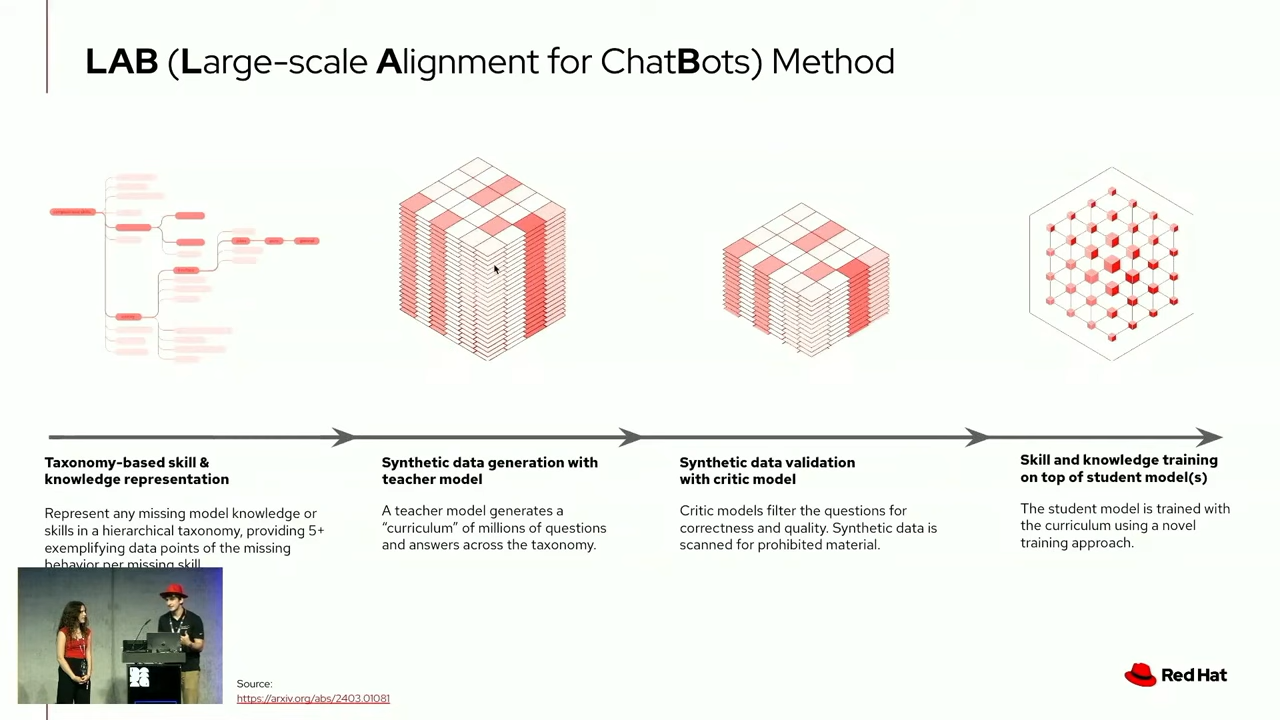 LAB (Large-scale Alignment for ChatBots) Method
Taxonomy-based skill &
knowledge representation
Represent any missing model knowledge or
skills in a hierarchical taxonomy, providing 5+
exemplifying data points of the missing
behavior per missing skill.
Synthetic data generation with
teacher model
A teacher model generates a
“curriculum” of millions of questions
and answers across the taxonomy.
Synthetic data validation
with critic model
Critic models filter the questions for
correctness and quality. Synthetic data is
scanned for prohibited material.
Skill and knowledge training
on top of student model(s)
The student model is trained with
the curriculum using a novel
training approach.
Source:
https://arxiv.org/abs/2403.01081
Red Hat